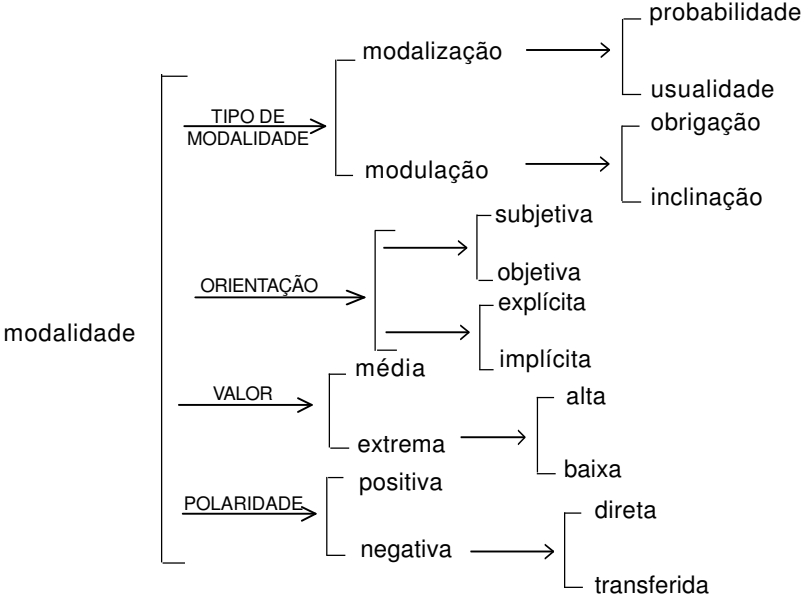 probabilidade
modalização
usualidade
TIPO DE
MODALIDADE
obrigação
modulação
inclinação
subjetiva
objetiva
ORIENTAÇÃO
explícita
modalidade
implícita
média
VALOR
alta
extrema
baixa
positiva
POLARIDADE
direta
negativa
transferida